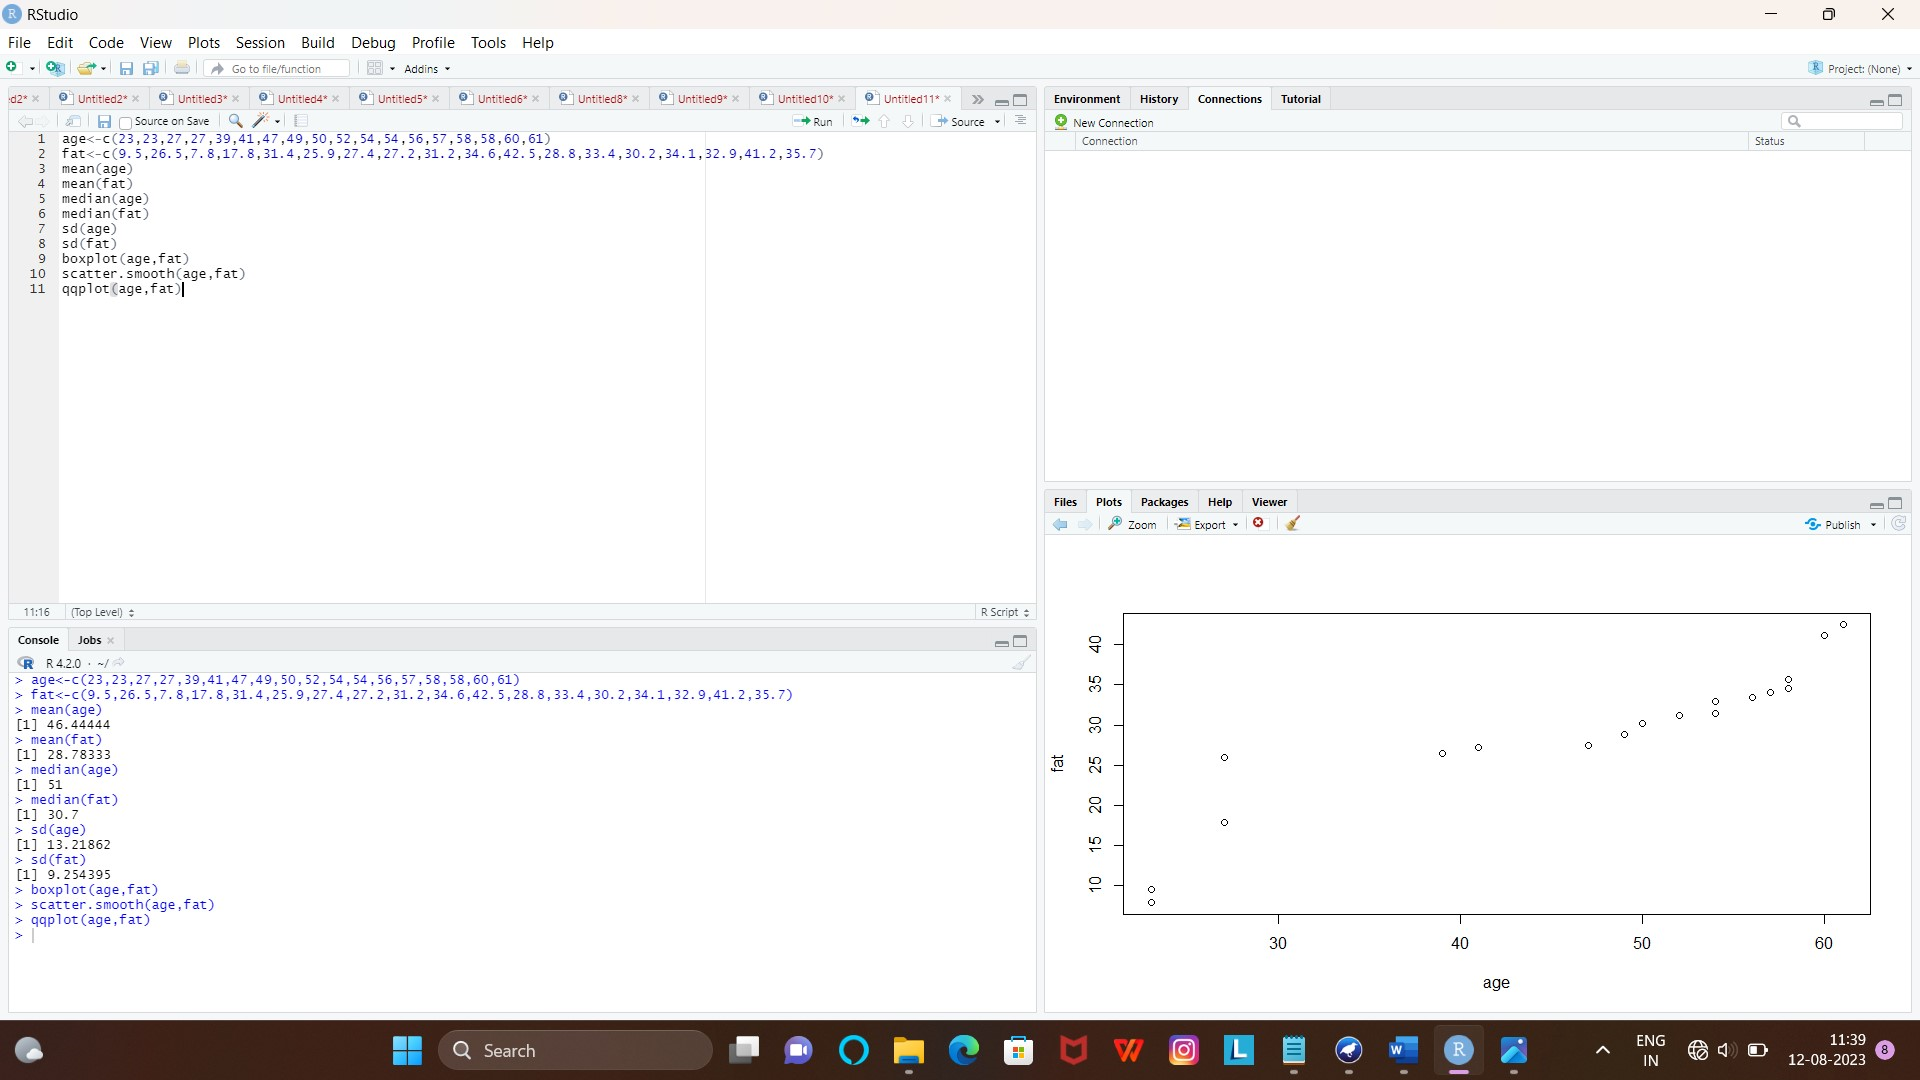 RStudio
File Edit Code View Plots Session Build Debug Profile Tools Help
Go to file/function Addins Project: (None)
d2* Untitled2* Untitled3* Untitled4* Untitled5* Untitled6* Untitled8* Untitled9* Untitled10* Untitled11*
Source on Save Run Source
1 age<-c(23,23,27,27,39,41,47,49,50,52,54,54,56,57,58,58,60,61)
2 fat<-c(9.5,26.5,7.8,17.8,31.4,25.9,27.4,27.2,31.2,34.6,42.5,28.8,33.4,30.2,34.1,32.9,41.2,35.7)
3 mean(age)
4 mean(fat)
5 median(age)
6 median(fat)
7 sd(age)
8 sd(fat)
9 boxplot(age,fat)
10 scatter.smooth(age,fat)
11 qqplot(age,fat)
11:16 (Top Level) R Script
Console Jobs
R 4.2.0 · ~/
> age<-c(23,23,27,27,39,41,47,49,50,52,54,54,56,57,58,58,60,61)
> fat<-c(9.5,26.5,7.8,17.8,31.4,25.9,27.4,27.2,31.2,34.6,42.5,28.8,33.4,30.2,34.1,32.9,41.2,35.7)
> mean(age)
[1] 46.44444
> mean(fat)
[1] 28.78333
> median(age)
[1] 51
> median(fat)
[1] 30.7
> sd(age)
[1] 13.21862
> sd(fat)
[1] 9.254395
> boxplot(age,fat)
> scatter.smooth(age,fat)
> qqplot(age,fat)
>
Environment History Connections Tutorial
New Connection
Connection Status
Files Plots Packages Help Viewer
Zoom Export Publish
fat
40
35
30
25
20
15
10
30 40 50 60
age
Search
ENG
IN
11:39
12-08-2023
8